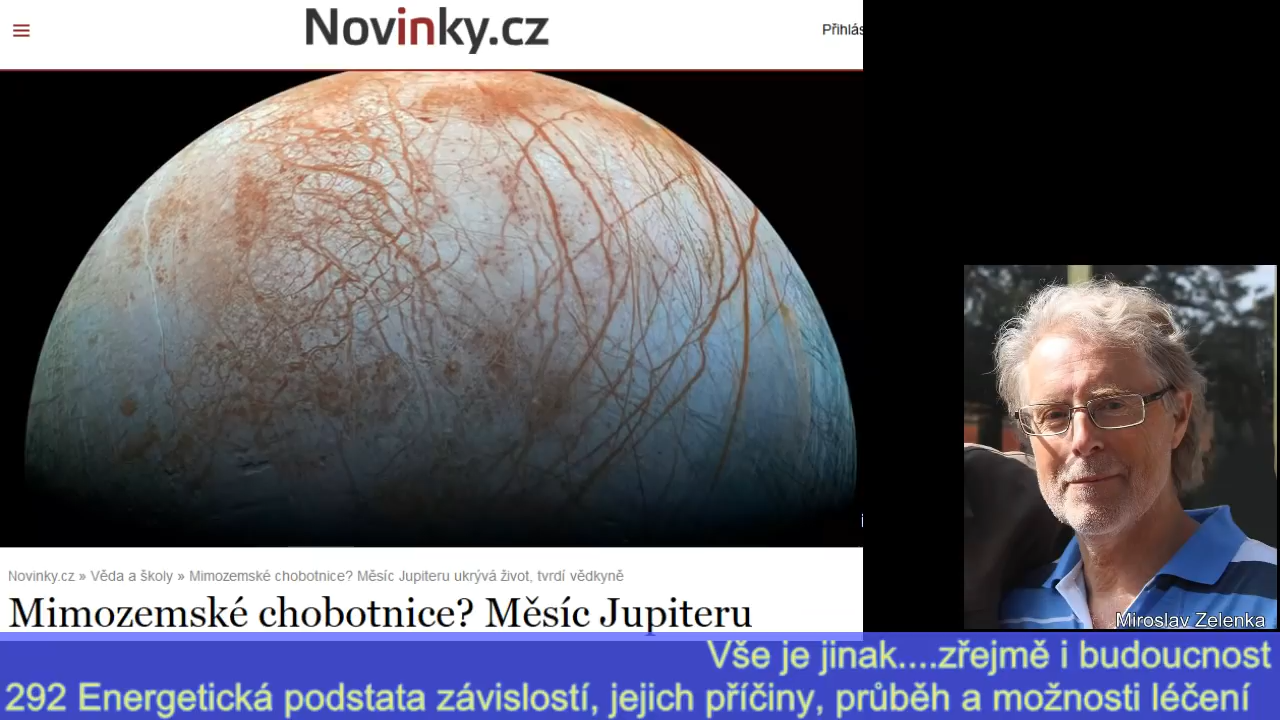 Novinky.cz
Přihlás
Novinky.cz » Věda a školy » Mimozemské chobotnice? Měsíc Jupiteru ukrývá život, tvrdí vědkyně
Mimozemské chobotnice? Měsíc Jupiteru
Miroslav Zelenka
Vše je jinak....zřejmě i budoucnost
292 Energetická podstata závislostí, jejich příčiny, průběh a možnosti léčení